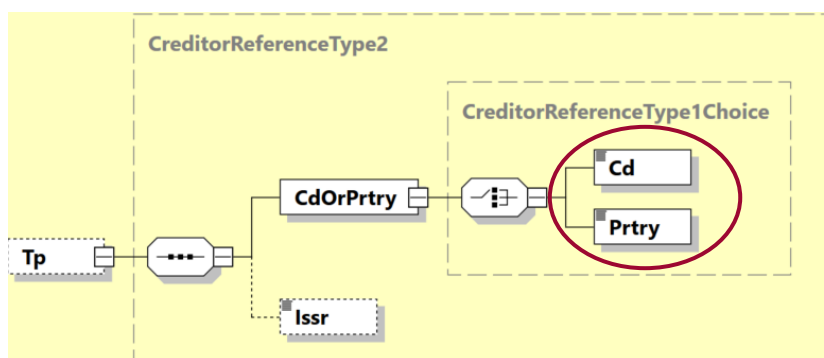 CreditorReferenceType2
CreditorReferenceType1Choice
Cd
CdOrPrtry
Prtry
Tp
Issr